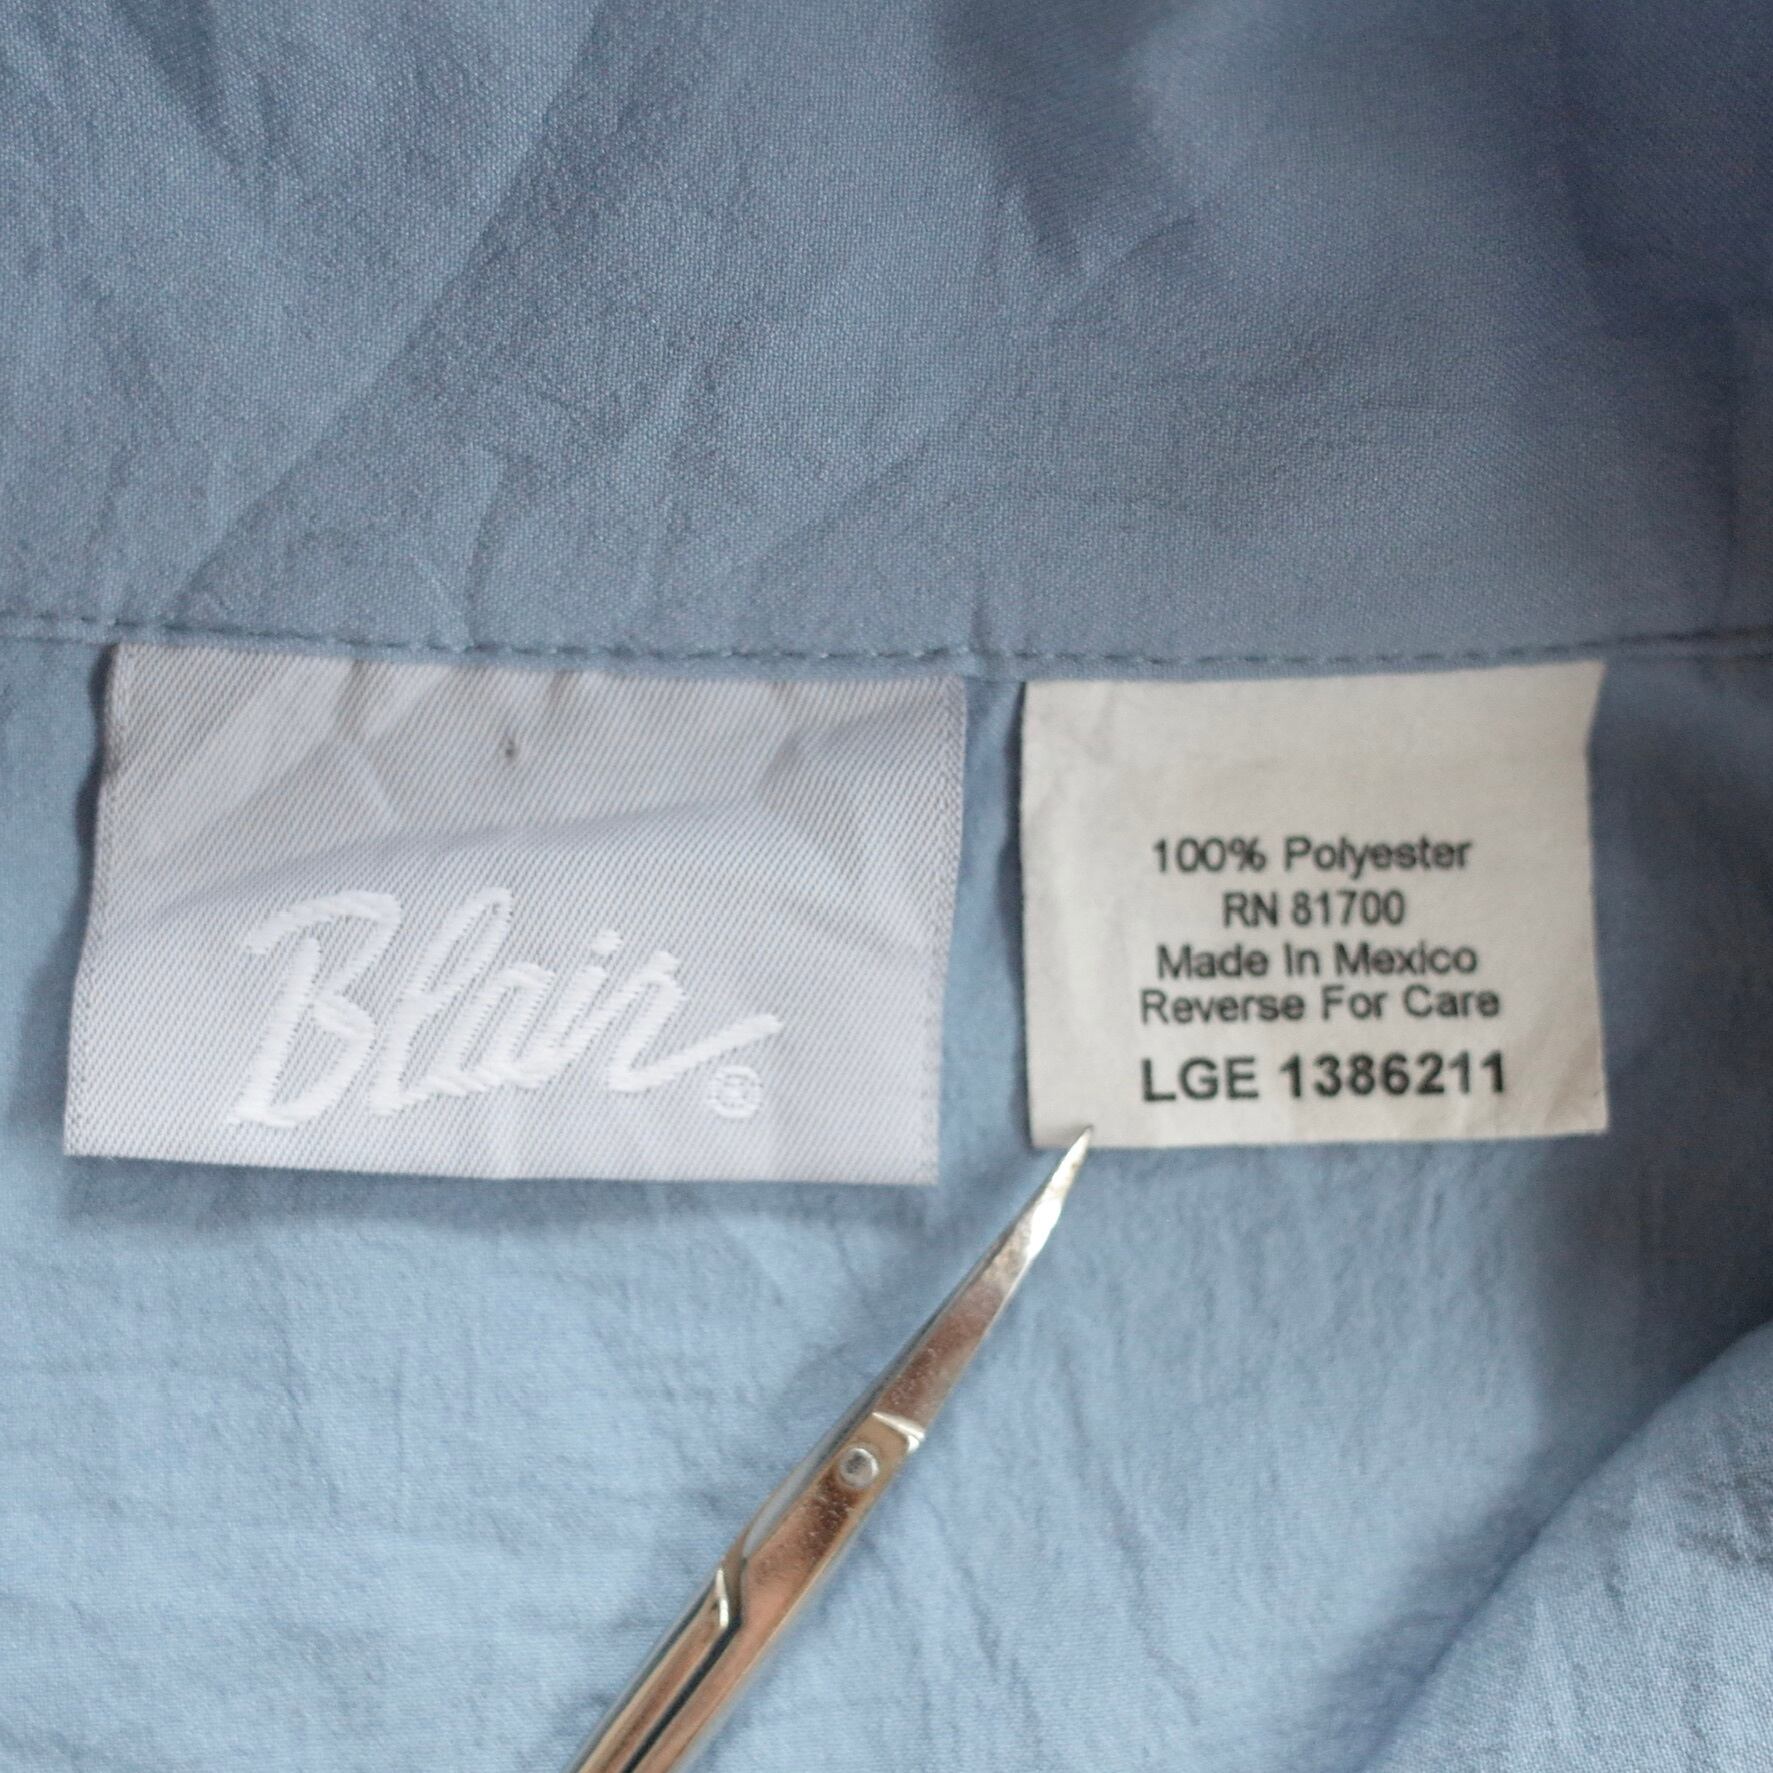 Blair®
100% Polyester
RN 81700
Made In Mexico
Reverse For Care
LGE 1386211